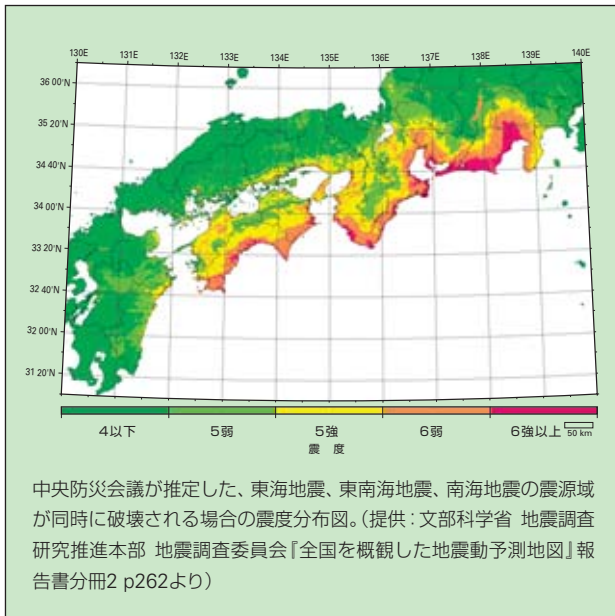 130E 131E 132E 133E 134E 135E 136E 137E 138E 139E 140E
36 00'N
35 20'N
34 40'N
34 00'N
33 20'N
32 40'N
32 00'N
31 20'N
4以下 5弱 5強 6弱 6強以上 50 km
震 度
中央防災会議が推定した、東海地震、東南海地震、南海地震の震源域
が同時に破壊される場合の震度分布図。(提供:文部科学省 地震調査
研究推進本部 地震調査委員会『全国を概観した地震動予測地図』報
告書分冊2 p262より)